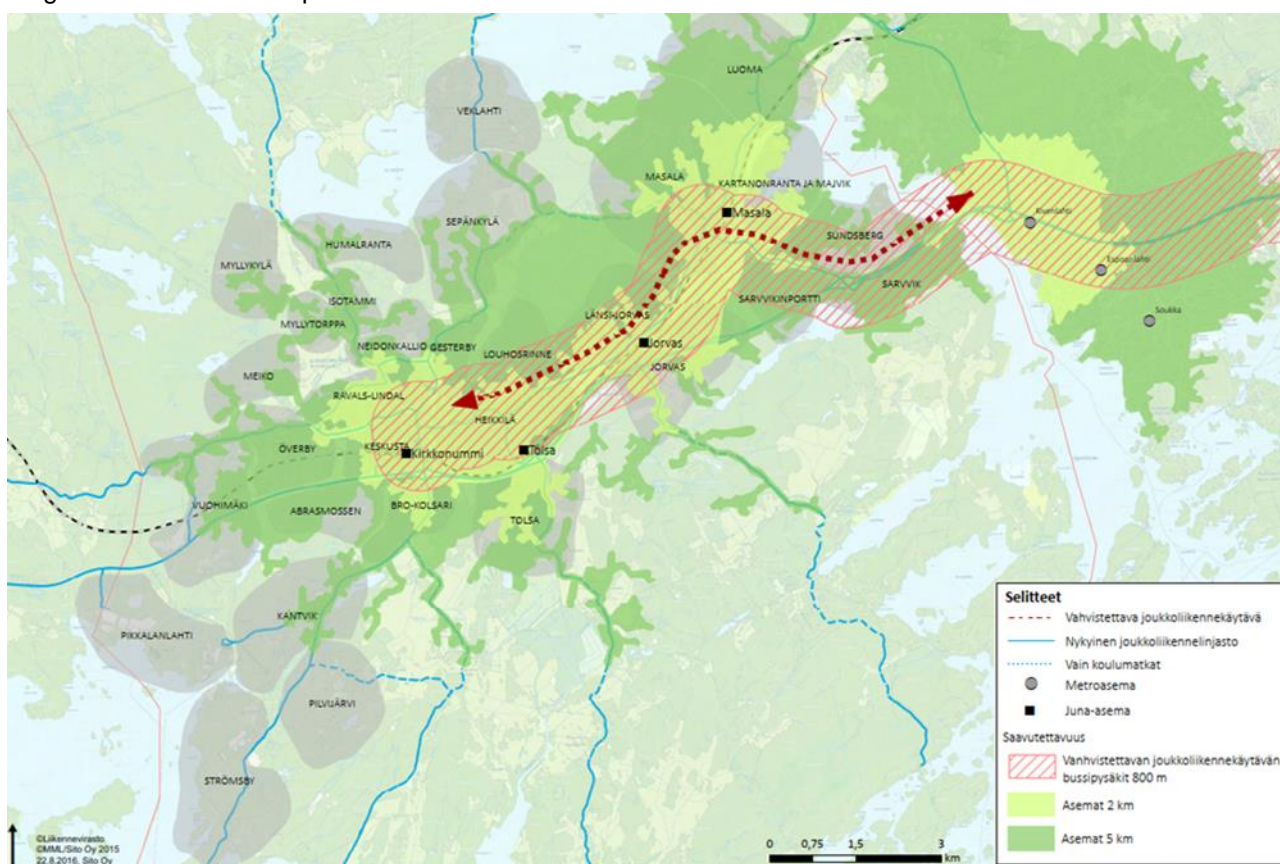 LUOMA
VEKLAHTI
MASALA
KARTANONRANTA JA MAJVIK
Masala
SEPÄNKYLÄ
HUMALRANTA
SUNDSBERG
Kivenlahti
MYLLYKYLÄ
Espoonlahti
ISOTAMMI
SARVVIK
SARVVIKINPORTTI
LÄNSI-JORVAS
Soukka
MYLLYTORPPA
NEIDONKALLIO
GESTERBY
LOUHOSRINNE
Jorvas
JORVAS
MEIKO
RAVALS-LINDAL
HEIKKILÄ
ÖVERBY
KESKUSTA
Kirkkonummi
Tolsa
VUOHIMÄKI
ABRASMOSSEN
BRO-KOLSARI
TOLSA
KANTVIK
PIKKALANLAHTI
PILVIJÄRVI
STRÖMSBY
Selitteet
Vahvistettava joukkoliikennekäytävä
Nykyinen joukkoliikennelinjasto
Vain koulumatkat
Metroasema
Juna-asema
Saavutettavuus
Vanhvistettavan joukkoliikennekäytävän
bussipysäkit 800 m
Asemat 2 km
Asemat 5 km
©Liikennevirasto
©MML/Sito Oy 2015
22.8.2016, Sito Oy
0 0,75 1,5 3
km